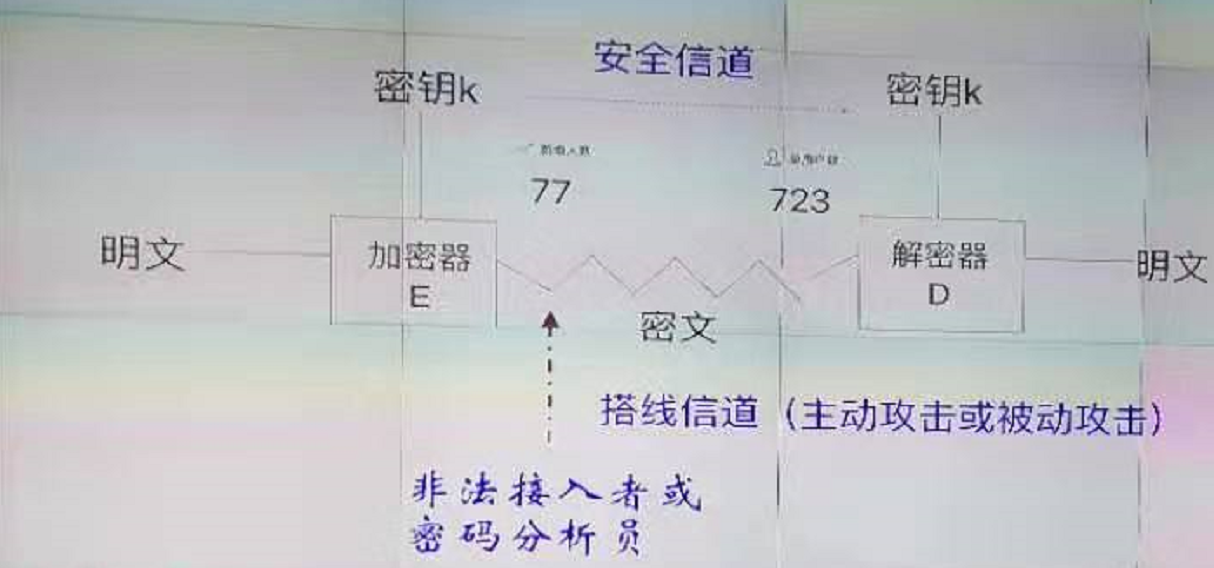 安全信道
密钥k
密钥k
77
723
明文
加密器
E
解密器
D
明文
密文
搭线信道（主动攻击或被动攻击）
非法接入者或
密码分析员